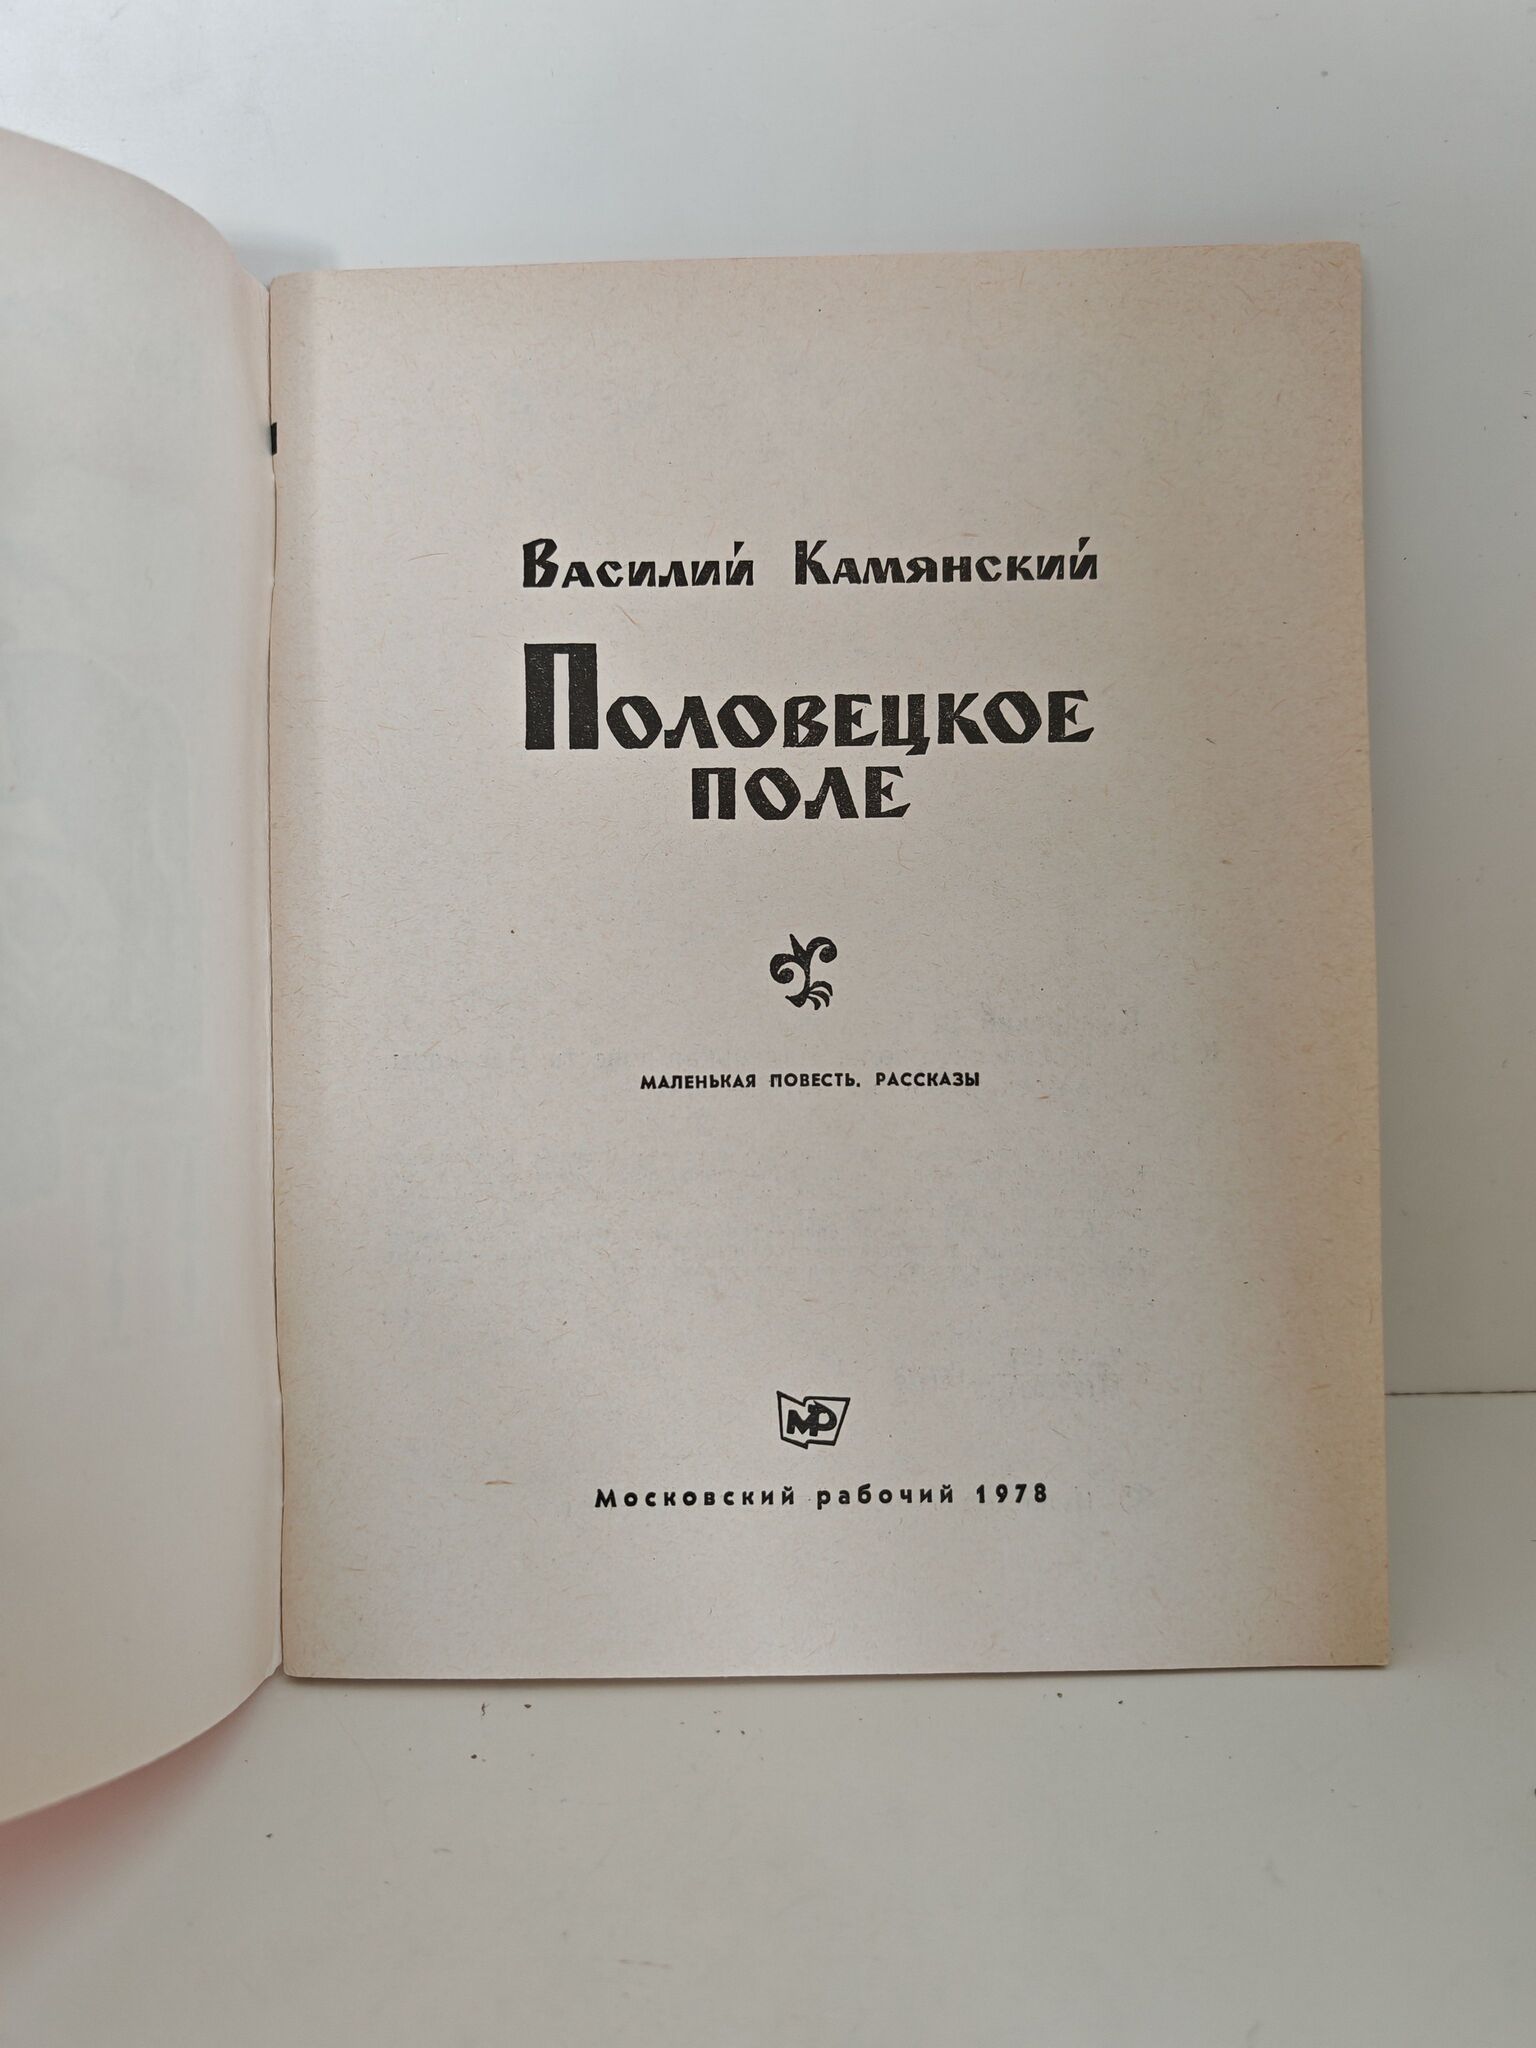 Василий Камянский
Половецкое
поле
МАЛЕНЬКАЯ ПОВЕСТЬ. РАССКАЗЫ
МР
Московский рабочий 1978